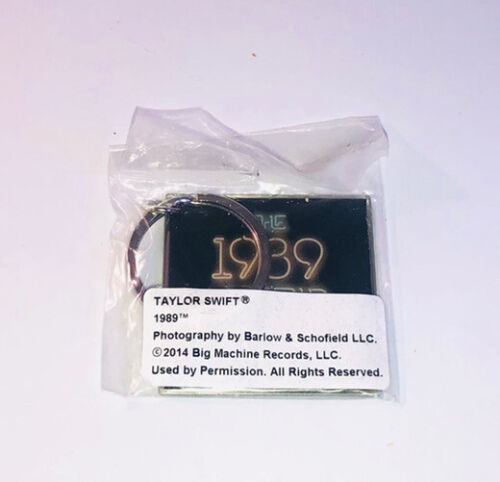 THE
1989
TAYLOR SWIFT®
1989™
Photography by Barlow & Schofield LLC.
©2014 Big Machine Records, LLC.
Used by Permission. All Rights Reserved.